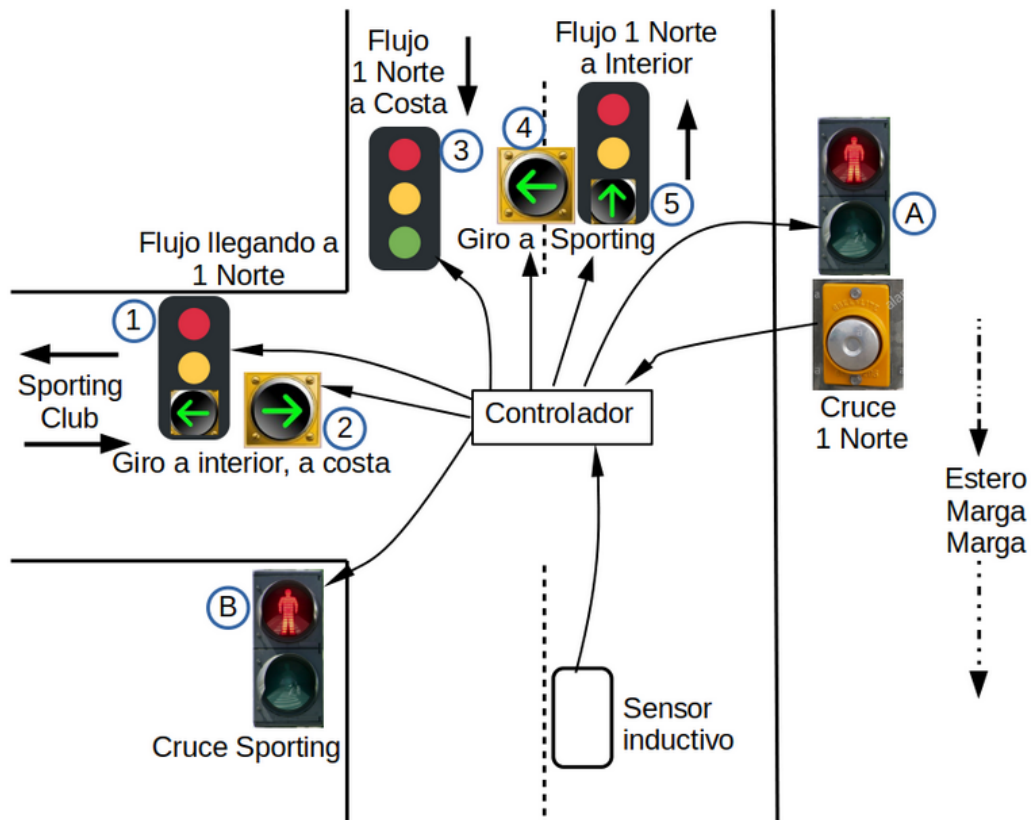 Flujo
1 Norte
a Costa
Flujo 1 Norte
a Interior
3
4
5
A
Giro a
Sporting
Flujo llegando a
1 Norte
1
Sporting
Club
2
Giro a interior, a costa
Controlador
Cruce
1 Norte
Estero
Marga
Marga
B
Cruce Sporting
Sensor
inductivo